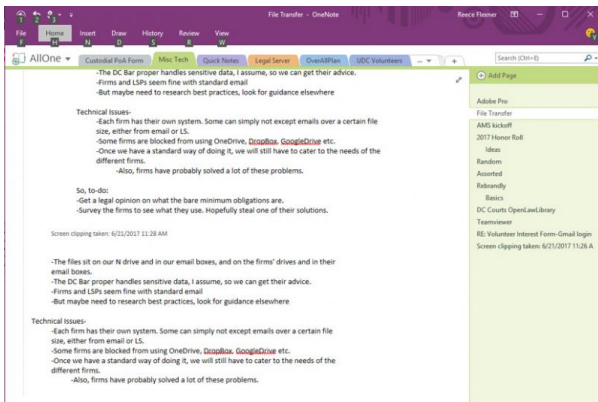 File Transfer - OneNote
Reece Flexner
File Home Insert Draw History Review View
F H N D S R W
1 2 3
AllOne
Custodial PoA Form Misc Tech Quick Notes Legal Server OverAllPlan UDC Volunteers
Search (Ctrl+E)
-The DC Bar proper handles sensitive data, I assume, so we can get their advice.
-Firms and LSPs seem fine with standard email
-But maybe need to research best practices, look for guidance elsewhere
Technical Issues-
-Each firm has their own system. Some can simply not except emails over a certain file
size, either from email or LS.
-Some firms are blocked from using OneDrive, DropBox, GoogleDrive etc.
-Once we have a standard way of doing it, we will still have to cater to the needs of the
different firms.
-Also, firms have probably solved a lot of these problems.
So, to-do:
-Get a legal opinion on what the bare minimum obligations are.
-Survey the firms to see what they use. Hopefully steal one of their solutions.
Screen clipping taken: 6/21/2017 11:28 AM
-The files sit on our N drive and in our email boxes, and on the firms' drives and in their
email boxes.
-The DC Bar proper handles sensitive data, I assume, so we can get their advice.
-Firms and LSPs seem fine with standard email
-But maybe need to research best practices, look for guidance elsewhere
Technical Issues-
-Each firm has their own system. Some can simply not except emails over a certain file
size, either from email or LS.
-Some firms are blocked from using OneDrive, DropBox, GoogleDrive etc.
-Once we have a standard way of doing it, we will still have to cater to the needs of the
different firms.
-Also, firms have probably solved a lot of these problems.
Add Page
Adobe Pro
File Transfer
AMS kickoff
2017 Honor Roll
Ideas
Random
Assorted
Rebrandly
Basics
DC Courts OpenLawLibrary
Teamviewer
RE: Volunteer Interest Form-Gmail login
Screen clipping taken: 6/21/2017 11:26 A